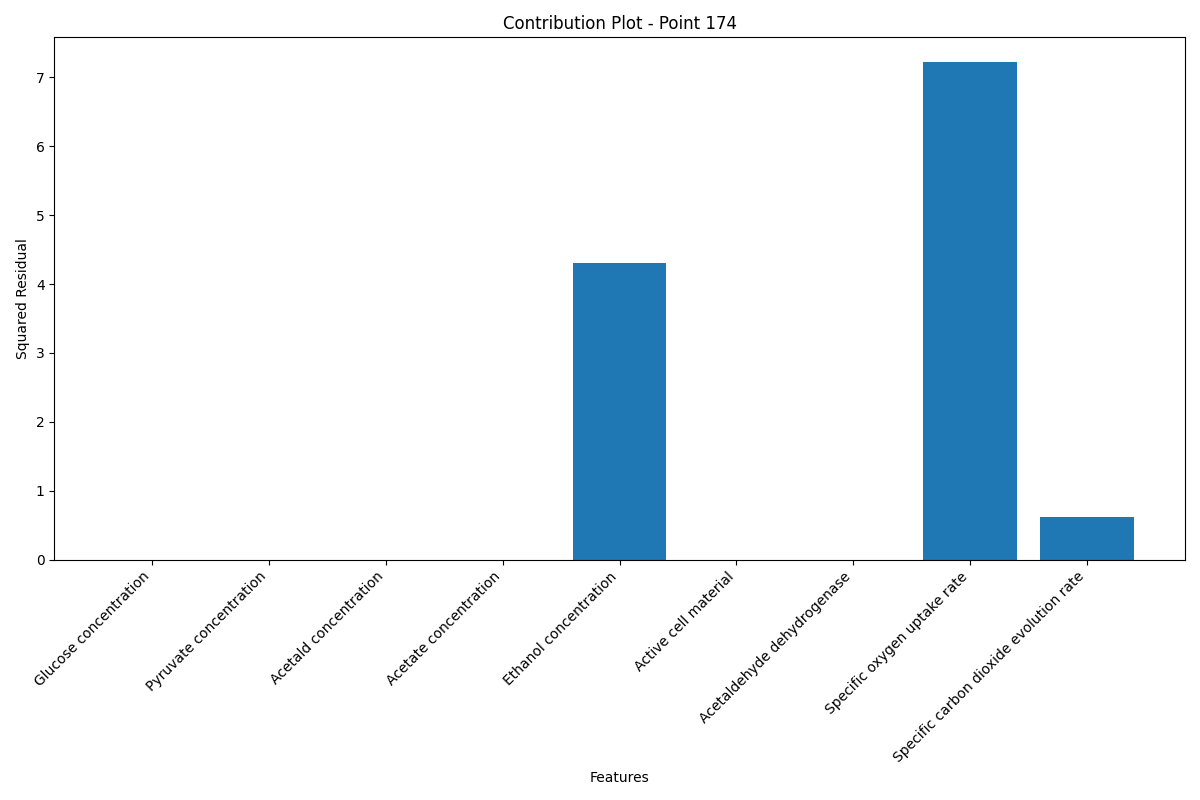 Contribution Plot - Point 174
Squared Residual
7
6
5
4
3
2
1
0
Glucose concentration
Pyruvate concentration
Acetald concentration
Acetate concentration
Ethanol concentration
Active cell material
Acetaldehyde dehydrogenase
Specific oxygen uptake rate
Specific carbon dioxide evolution rate
Features